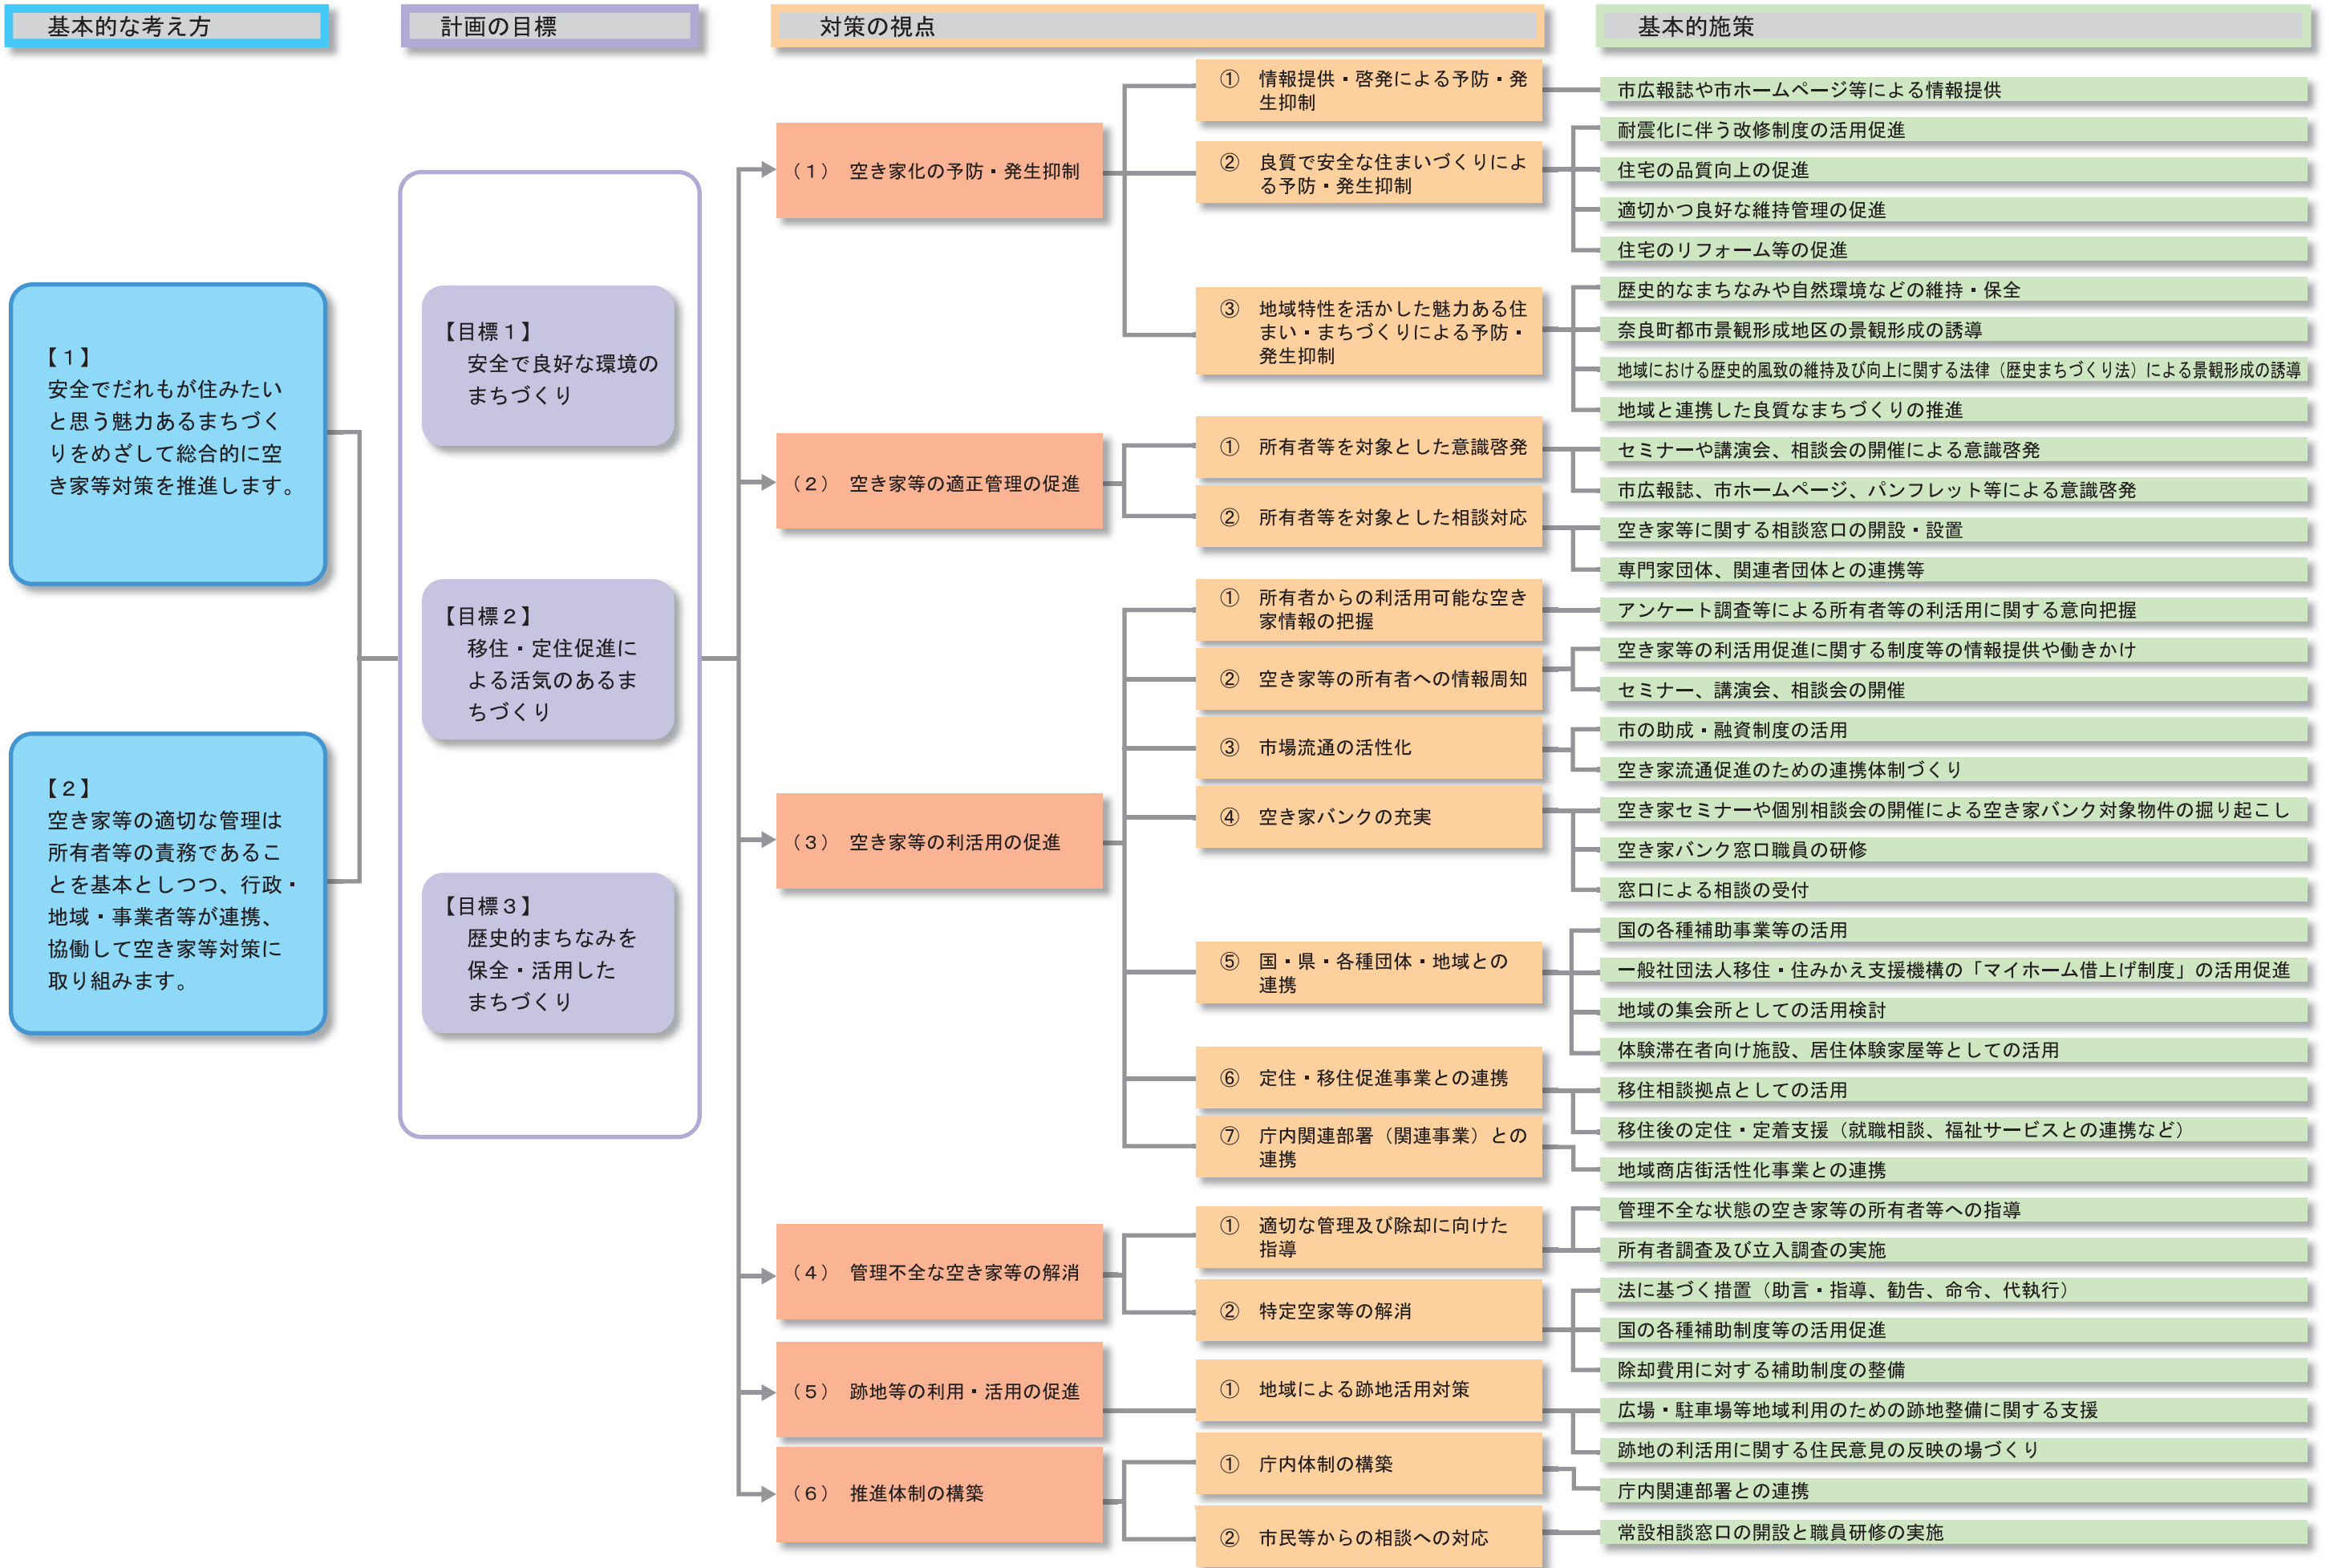 基本的な考え方
計画の目標
対策の視点
基本的施策
【１】
安全でだれもが住みたい
と思う魅力あるまちづく
りをめざして総合的に空
き家等対策を推進します。
【２】
空き家等の適切な管理は
所有者等の責務であるこ
とを基本としつつ、行政・
地域・事業者等が連携、
協働して空き家等対策に
取り組みます。
【目標１】
安全で良好な環境の
まちづくり
【目標２】
移住・定住促進に
よる活気のあるま
ちづくり
【目標３】
歴史的まちなみを
保全・活用した
まちづくり
（１） 空き家化の予防・発生抑制
① 情報提供・啓発による予防・発
生抑制
市広報誌や市ホームページ等による情報提供
② 良質で安全な住まいづくりによ
る予防・発生抑制
耐震化に伴う改修制度の活用促進
住宅の品質向上の促進
適切かつ良好な維持管理の促進
住宅のリフォーム等の促進
③ 地域特性を活かした魅力ある住
まい・まちづくりによる予防・
発生抑制
歴史的なまちなみや自然環境などの維持・保全
奈良町都市景観形成地区の景観形成の誘導
地域における歴史的風致の維持及び向上に関する法律（歴史まちづくり法）による景観形成の誘導
地域と連携した良質なまちづくりの推進
（２） 空き家等の適正管理の促進
① 所有者等を対象とした意識啓発
セミナーや講演会、相談会の開催による意識啓発
市広報誌、市ホームページ、パンフレット等による意識啓発
② 所有者等を対象とした相談対応
空き家等に関する相談窓口の開設・設置
専門家団体、関連者団体との連携等
（３） 空き家等の利活用の促進
① 所有者からの利活用可能な空き
家情報の把握
アンケート調査等による所有者等の利活用に関する意向把握
② 空き家等の所有者への情報周知
空き家等の利活用促進に関する制度等の情報提供や働きかけ
セミナー、講演会、相談会の開催
③ 市場流通の活性化
市の助成・融資制度の活用
空き家流通促進のための連携体制づくり
④ 空き家バンクの充実
空き家セミナーや個別相談会の開催による空き家バンク対象物件の掘り起こし
空き家バンク窓口職員の研修
窓口による相談の受付
⑤ 国・県・各種団体・地域との
連携
国の各種補助事業等の活用
一般社団法人移住・住みかえ支援機構の「マイホーム借上げ制度」の活用促進
地域の集会所としての活用検討
体験滞在者向け施設、居住体験家屋等としての活用
⑥ 定住・移住促進事業との連携
移住相談拠点としての活用
移住後の定住・定着支援（就職相談、福祉サービスとの連携など）
⑦ 庁内関連部署（関連事業）との
連携
地域商店街活性化事業との連携
（４） 管理不全な空き家等の解消
① 適切な管理及び除却に向けた
指導
管理不全な状態の空き家等の所有者等への指導
所有者調査及び立入調査の実施
② 特定空家等の解消
法に基づく措置（助言・指導、勧告、命令、代執行）
国の各種補助制度等の活用促進
除却費用に対する補助制度の整備
（５） 跡地等の利用・活用の促進
① 地域による跡地活用対策
広場・駐車場等地域利用のための跡地整備に関する支援
跡地の利活用に関する住民意見の反映の場づくり
（６） 推進体制の構築
① 庁内体制の構築
庁内関連部署との連携
② 市民等からの相談への対応
常設相談窓口の開設と職員研修の実施